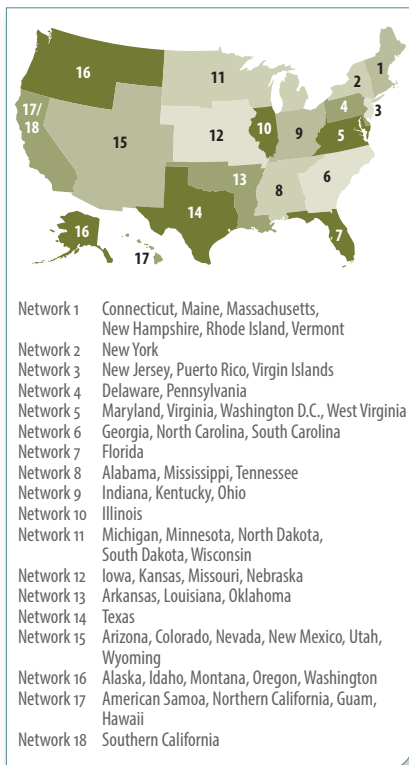 16
11
2
1
17/
18
4
3
10
9
5
12
15
13
6
8
14
16
7
17
Network 1 Connecticut, Maine, Massachusetts,
New Hampshire, Rhode Island, Vermont
Network 2 New York
Network 3 New Jersey, Puerto Rico, Virgin Islands
Network 4 Delaware, Pennsylvania
Network 5 Maryland, Virginia, Washington D.C., West Virginia
Network 6 Georgia, North Carolina, South Carolina
Network 7 Florida
Network 8 Alabama, Mississippi, Tennessee
Network 9 Indiana, Kentucky, Ohio
Network 10 Illinois
Network 11 Michigan, Minnesota, North Dakota,
South Dakota, Wisconsin
Network 12 Iowa, Kansas, Missouri, Nebraska
Network 13 Arkansas, Louisiana, Oklahoma
Network 14 Texas
Network 15 Arizona, Colorado, Nevada, New Mexico, Utah,
Wyoming
Network 16 Alaska, Idaho, Montana, Oregon, Washington
Network 17 American Samoa, Northern California, Guam,
Hawaii
Network 18 Southern California